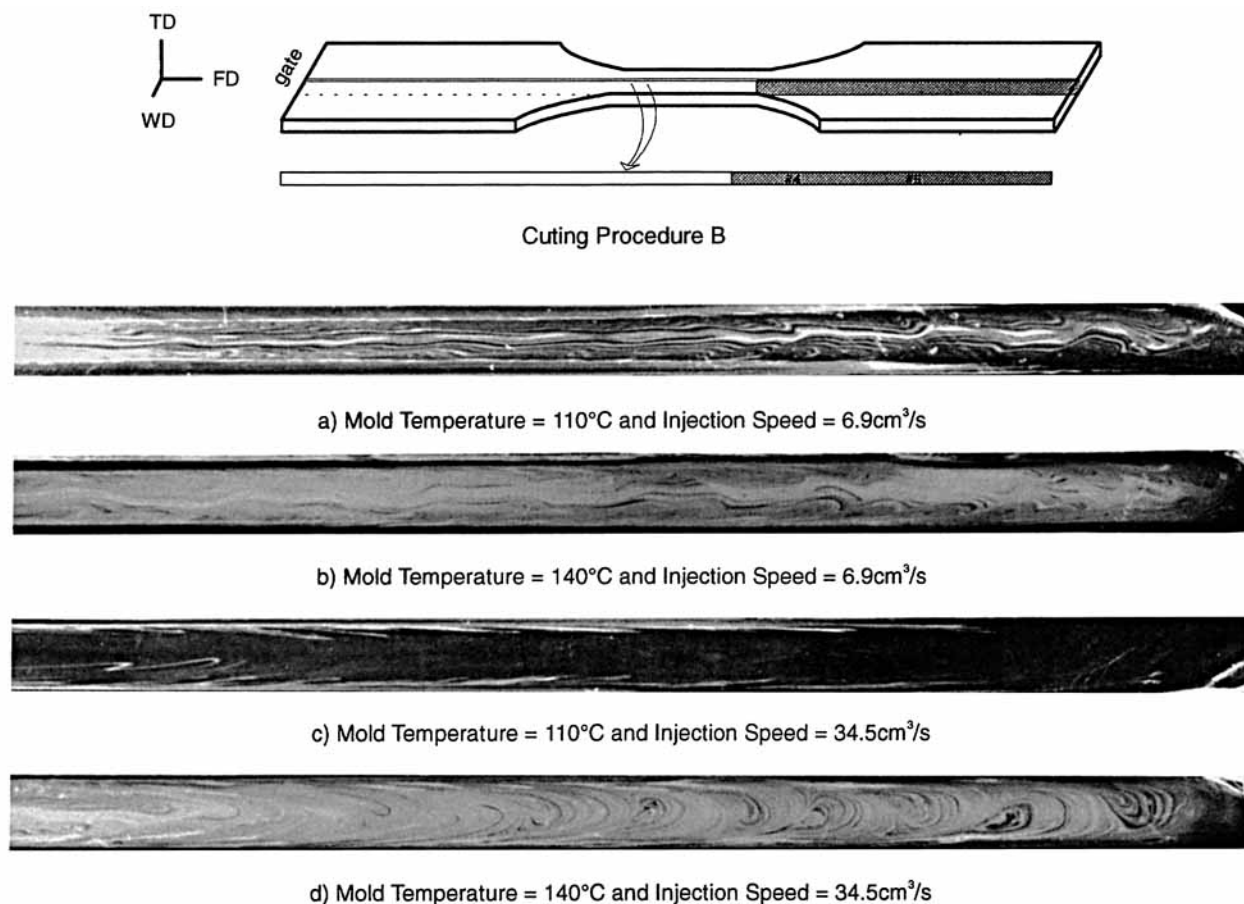 TD
gate
FD
WD
#4
Cuting Procedure B
a) Mold Temperature = 110°C and Injection Speed = 6.9cm³/s
b) Mold Temperature = 140°C and Injection Speed = 6.9cm³/s
c) Mold Temperature = 110°C and Injection Speed = 34.5cm³/s
d) Mold Temperature = 140°C and Injection Speed = 34.5cm³/s